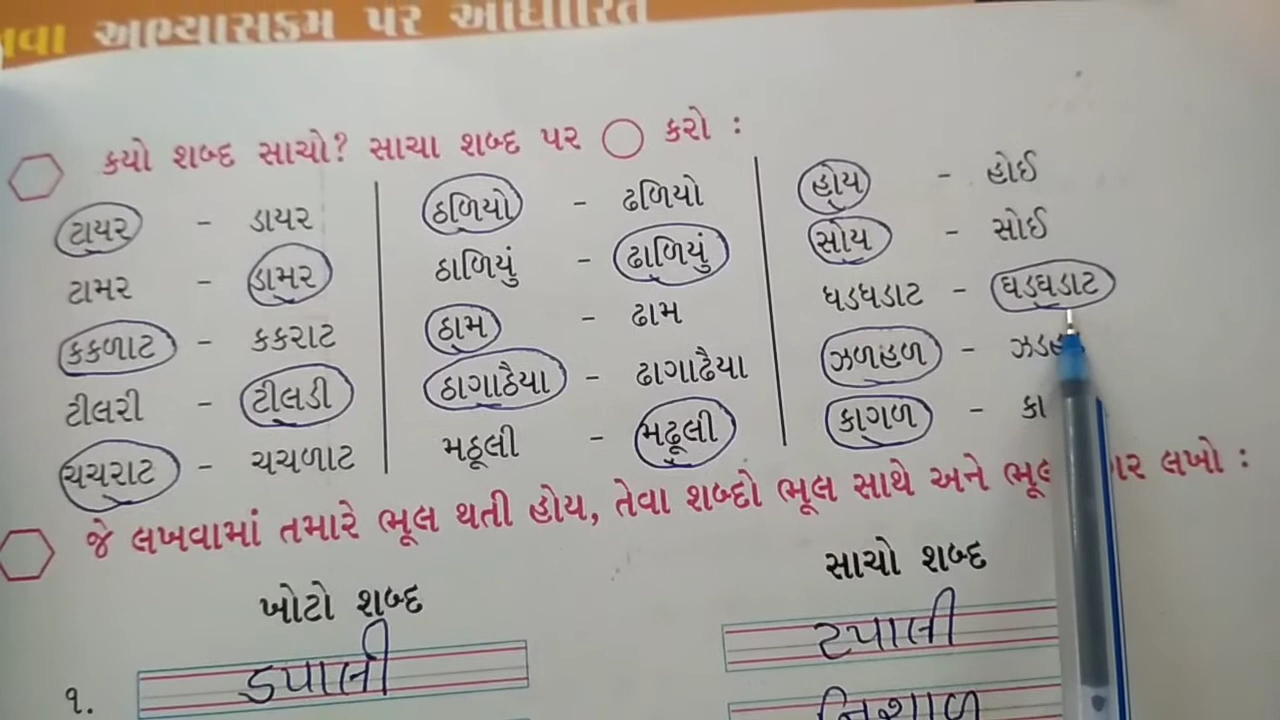 અભ્યાસક્રમ પર આધારિત
કયો શબ્દ સાચો? સાચા શબ્દ પર ◯ કરો :
ટાયર - ડાયર
ટામર - ડામર
કકળાટ - કકરાટ
ટીલરી - ટીલડી
ચચરાટ - ચચળાટ
ઠળિયો - ઢળિયો
ઠાળિયું - ઢાળિયું
ઠામ - ઢામ
ઠાગાઠૈયા - ઢાગાઢૈયા
મઠૂલી - મઢૂલી
હોય - હોઈ
સોય - સોઈ
ધડધડાટ - ઘડઘડાટ
ઝળહળ -
કાગળ -
જે લખવામાં તમારે ભૂલ થતી હોય, તેવા શબ્દો ભૂલ સાથે અને લખો :
ખોટો શબ્દ
સાચો શબ્દ
૧. ડપાલી
ટપાલી
નિશાળ